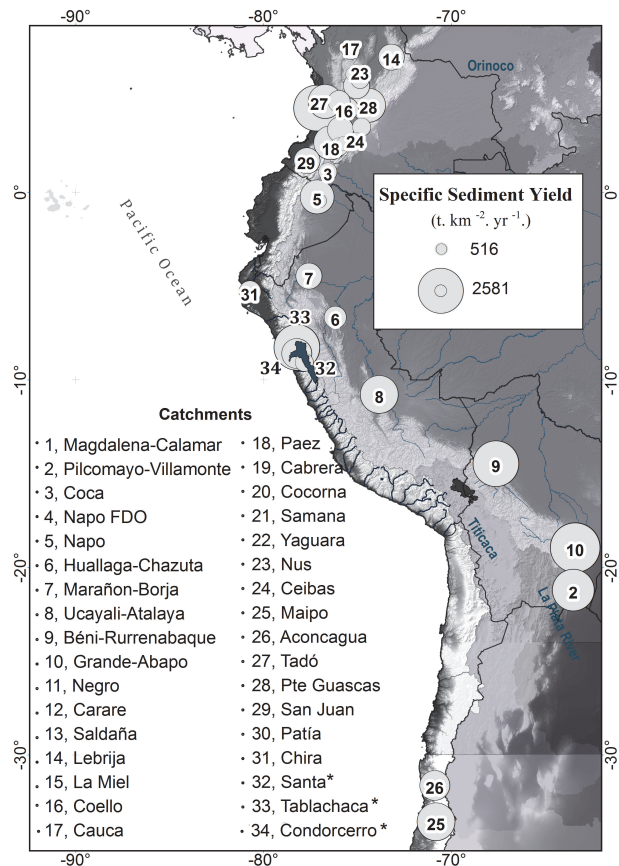 -90° -80° -70°
17
14
Orinoco
23
27
16 28
18 24
29
3
5
0°
0°
Specific Sediment Yield
(t. km -2. yr -1.)
516
2581
Pacific Ocean
7
31
33
6
34 32
-10°
-10°
8
Catchments
1, Magdalena-Calamar
2, Pilcomayo-Villamonte
3, Coca
4, Napo FDO
5, Napo
6, Huallaga-Chazuta
7, Marañon-Borja
8, Ucayali-Atalaya
9, Béni-Rurrenabaque
10, Grande-Abapo
11, Negro
12, Carare
13, Saldaña
14, Lebrija
15, La Miel
16, Coello
17, Cauca
18, Paez
19, Cabrera
20, Cocorna
21, Samana
22, Yaguara
23, Nus
24, Ceibas
25, Maipo
26, Aconcagua
27, Tadó
28, Pte Guascas
29, San Juan
30, Patía
31, Chira
32, Santa*
33, Tablachaca*
34, Condorcerro*
9
Titicaca
10
2
La Plata River
-20°
-20°
-30°
-30°
26
25
-90° -80° -70°